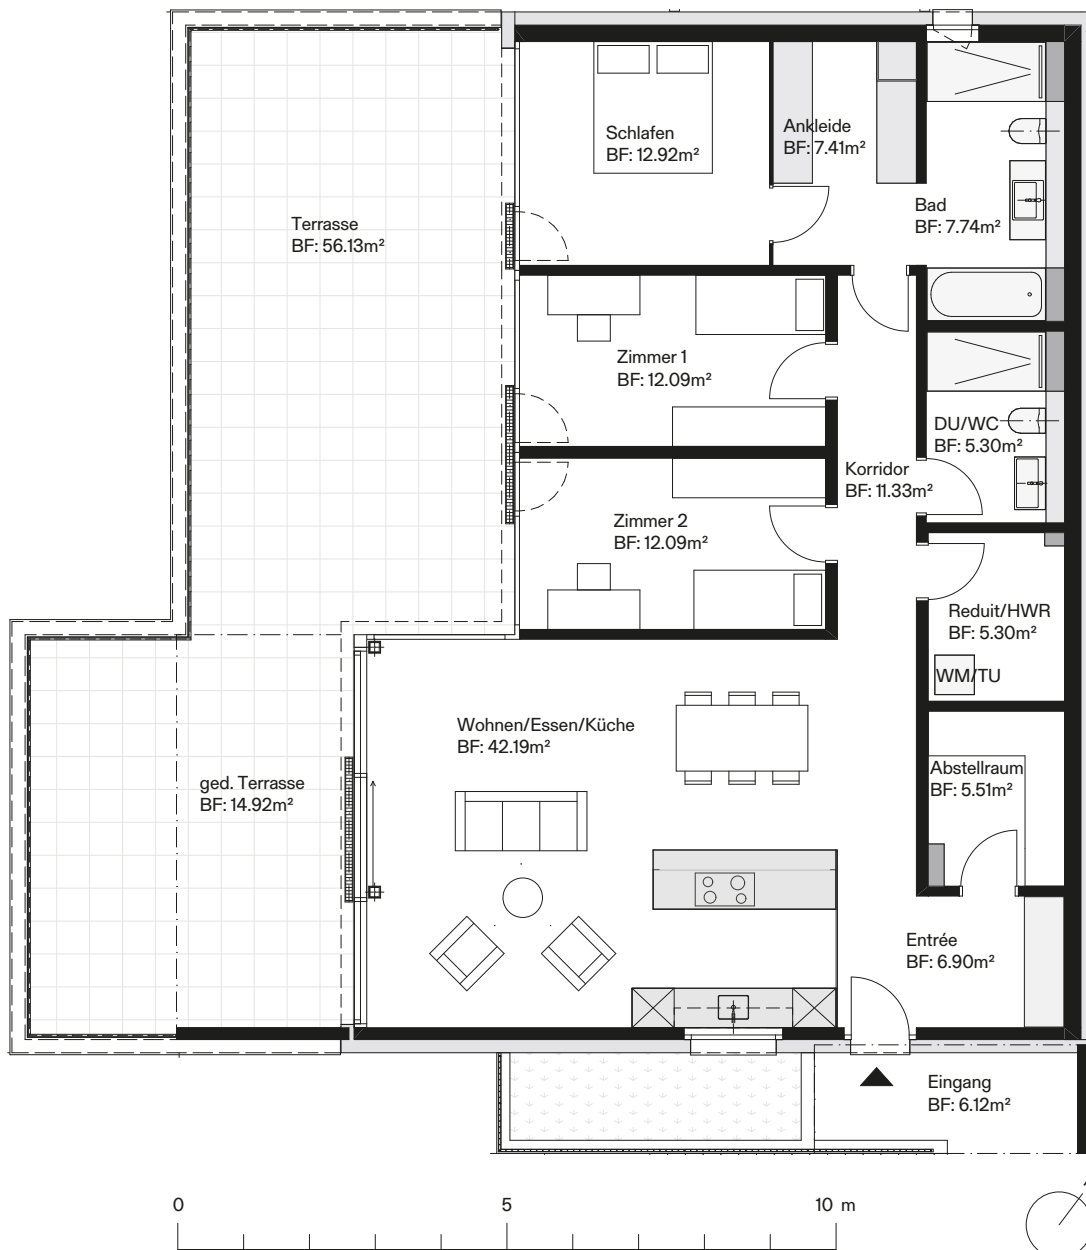 Schlafen
BF: 12.92m²
Ankleide
BF: 7.41m²
Bad
BF: 7.74m²
Terrasse
BF: 56.13m²
Zimmer 1
BF: 12.09m²
DU/WC
BF: 5.30m²
Korridor
BF: 11.33m²
Zimmer 2
BF: 12.09m²
Reduit/HWR
BF: 5.30m²
WM/TU
Wohnen/Essen/Küche
BF: 42.19m²
ged. Terrasse
BF: 14.92m²
Abstellraum
BF: 5.51m²
Entrée
BF: 6.90m²
Eingang
BF: 6.12m²
0 5 10 m